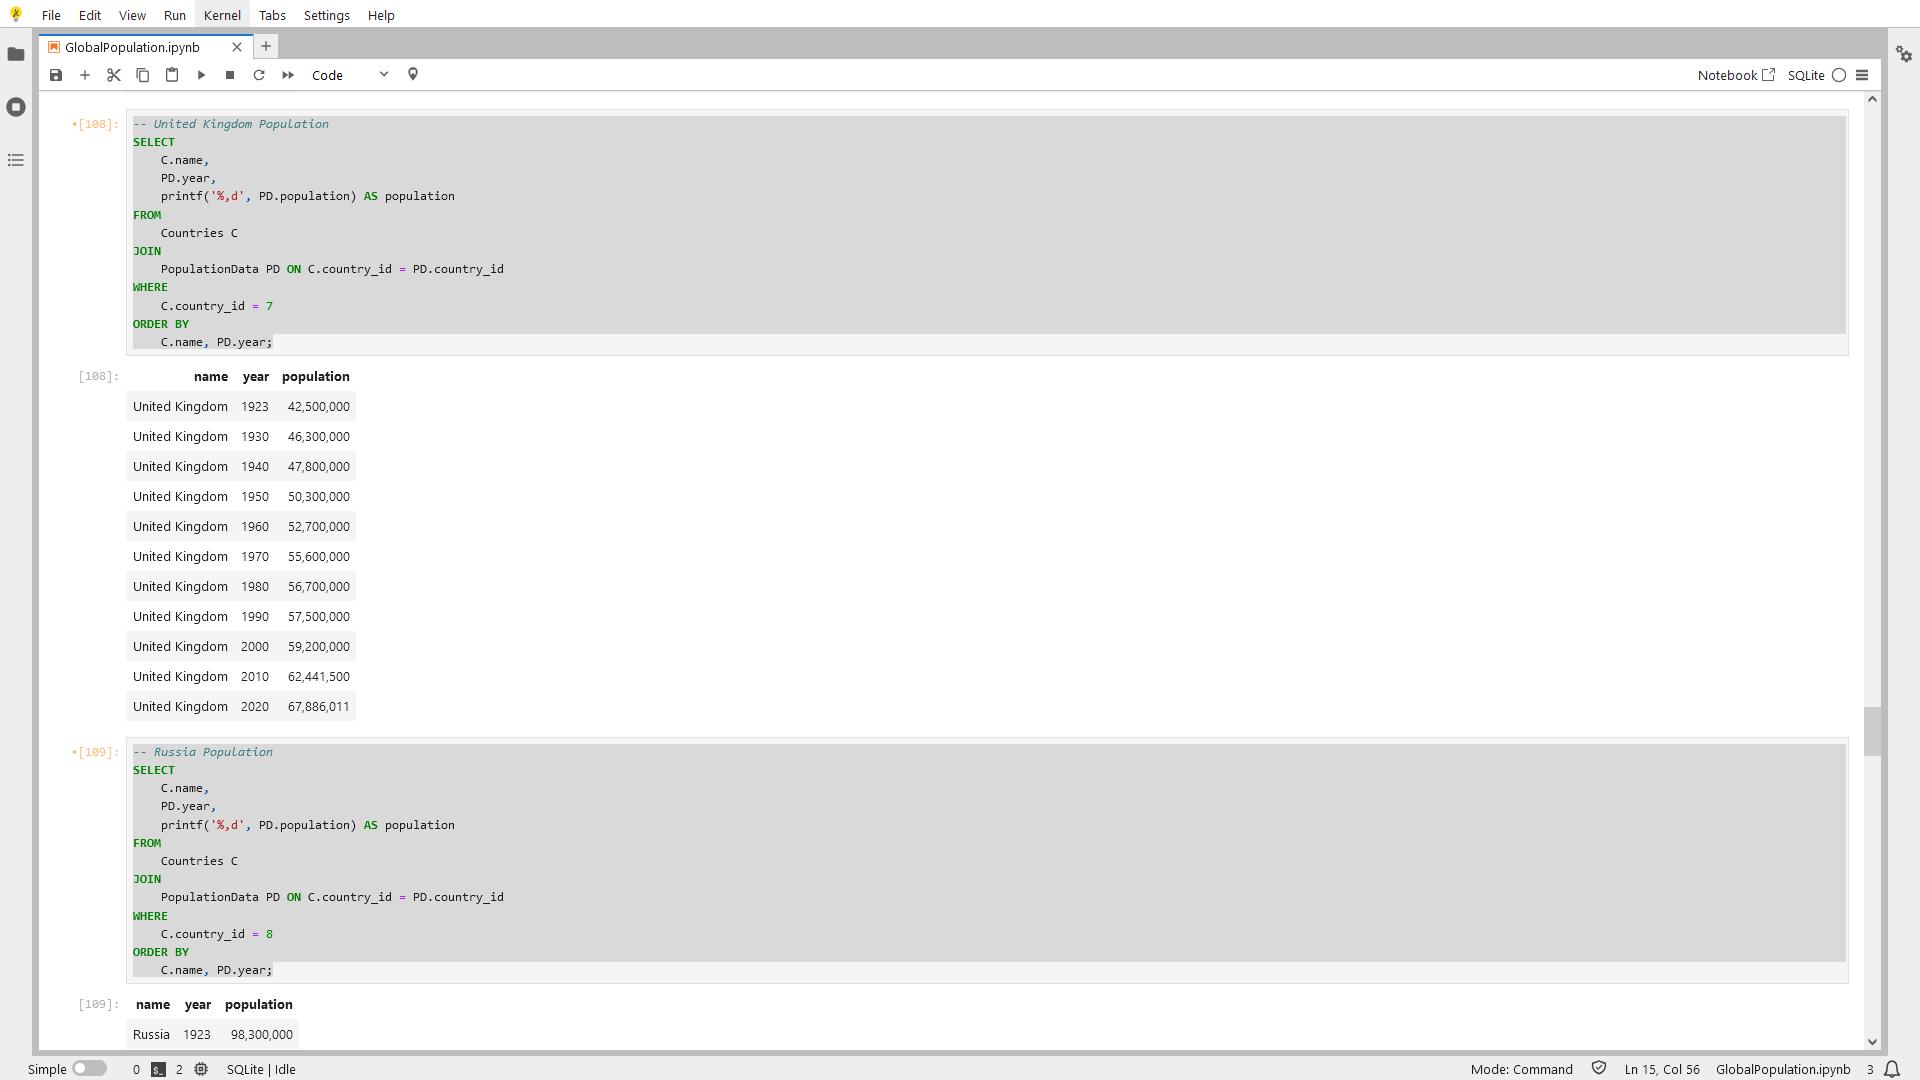 File Edit View Run Kernel Tabs Settings Help
GlobalPopulation.ipynb
Code
Notebook SQLite
[108]: -- United Kingdom Population
SELECT
C.name,
PD.year,
printf('%,d', PD.population) AS population
FROM
Countries C
JOIN
PopulationData PD ON C.country_id = PD.country_id
WHERE
C.country_id = 7
ORDER BY
C.name, PD.year;
[108]: name year population
United Kingdom 1923 42,500,000
United Kingdom 1930 46,300,000
United Kingdom 1940 47,800,000
United Kingdom 1950 50,300,000
United Kingdom 1960 52,700,000
United Kingdom 1970 55,600,000
United Kingdom 1980 56,700,000
United Kingdom 1990 57,500,000
United Kingdom 2000 59,200,000
United Kingdom 2010 62,441,500
United Kingdom 2020 67,886,011
[109]: -- Russia Population
SELECT
C.name,
PD.year,
printf('%,d', PD.population) AS population
FROM
Countries C
JOIN
PopulationData PD ON C.country_id = PD.country_id
WHERE
C.country_id = 8
ORDER BY
C.name, PD.year;
[109]: name year population
Russia 1923 98,300,000
Simple 0 $_ 2 SQLite | Idle Mode: Command Ln 15, Col 56 GlobalPopulation.ipynb 3